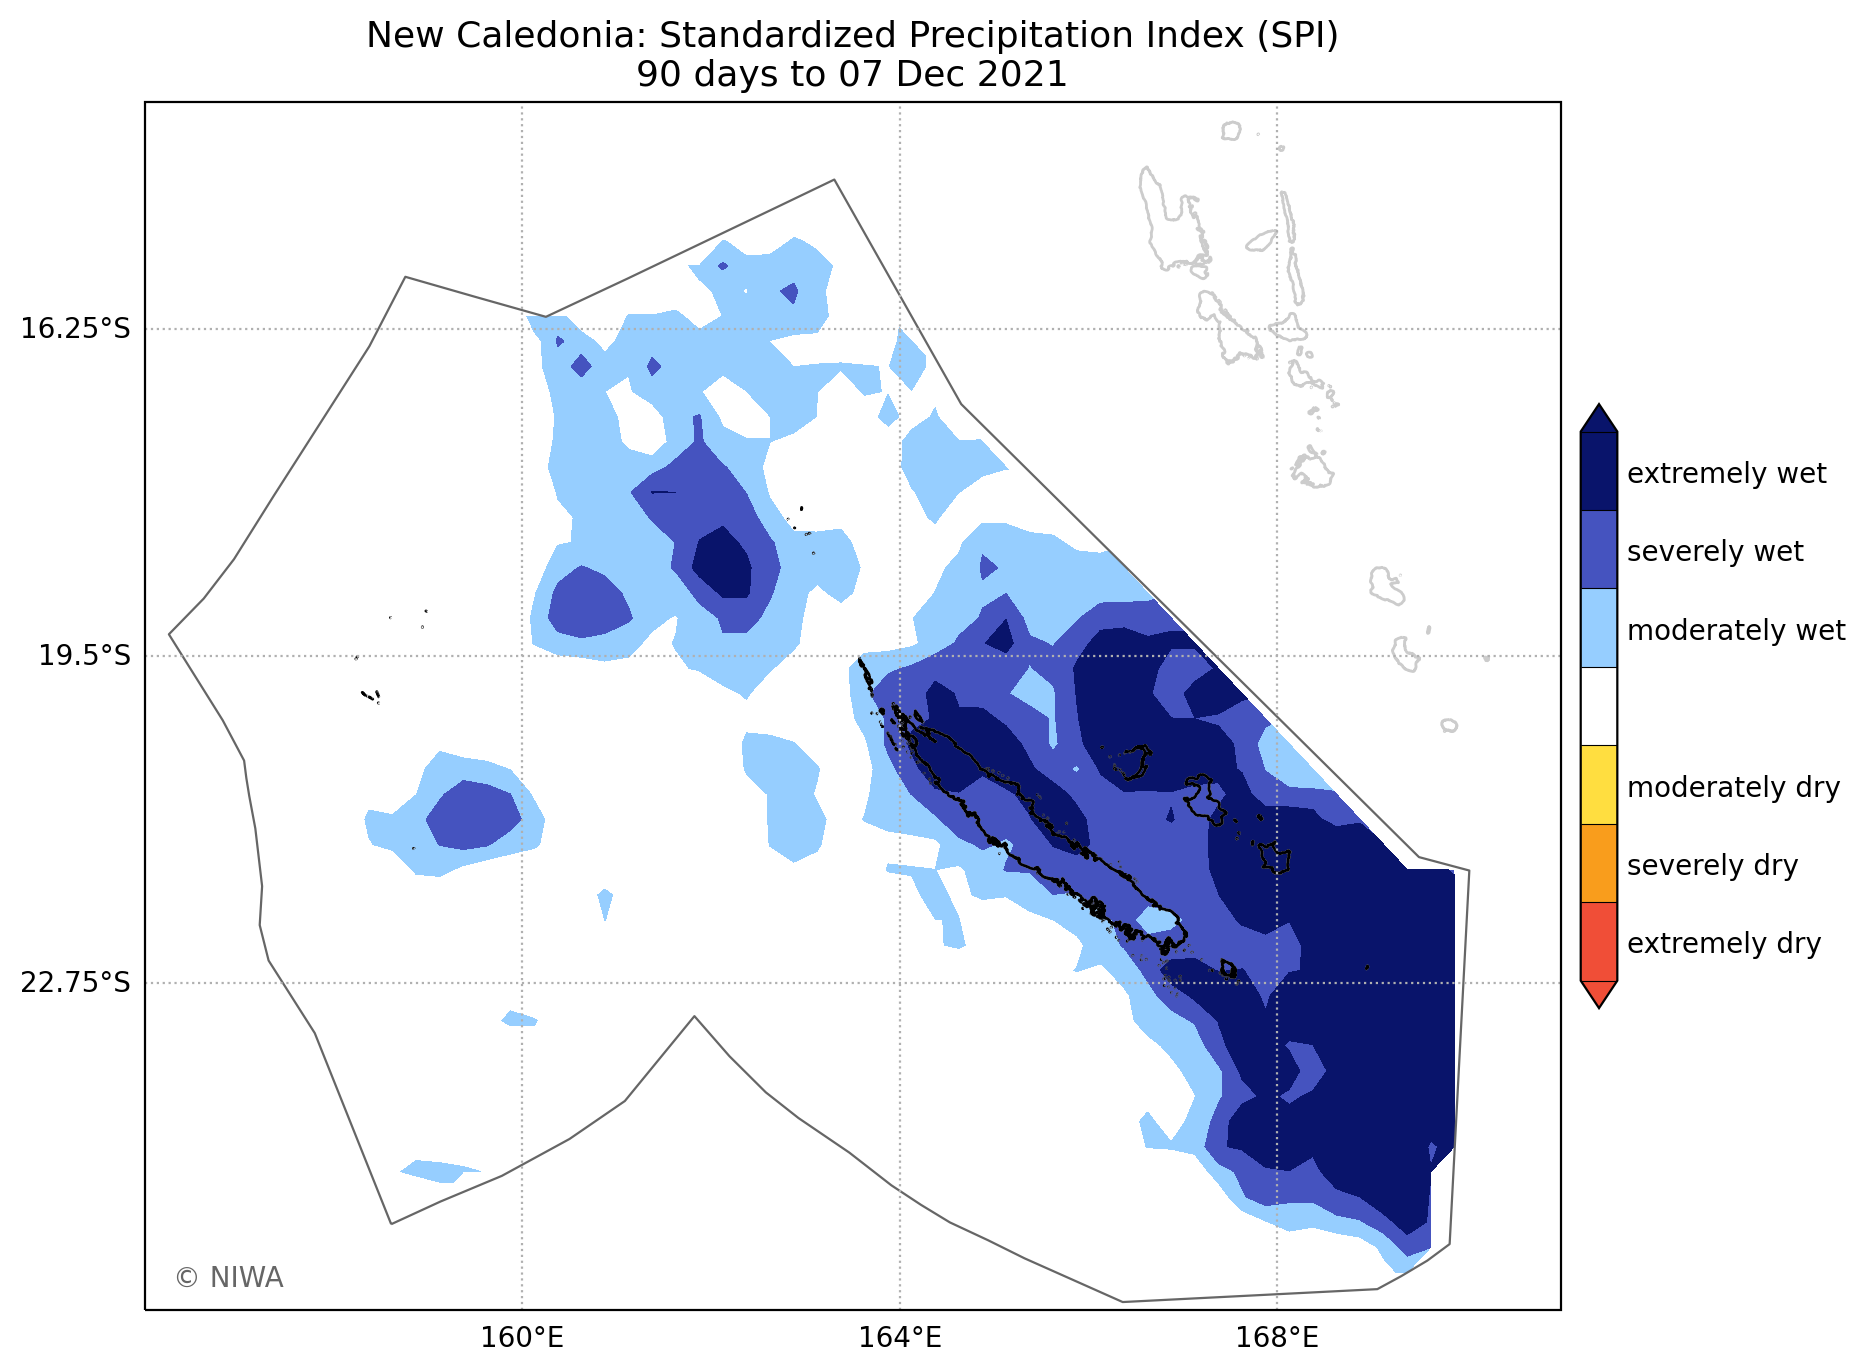 New Caledonia: Standardized Precipitation Index (SPI)
90 days to 07 Dec 2021
16.25°S
19.5°S
22.75°S
160°E
164°E
168°E
extremely wet
severely wet
moderately wet
moderately dry
severely dry
extremely dry
© NIWA